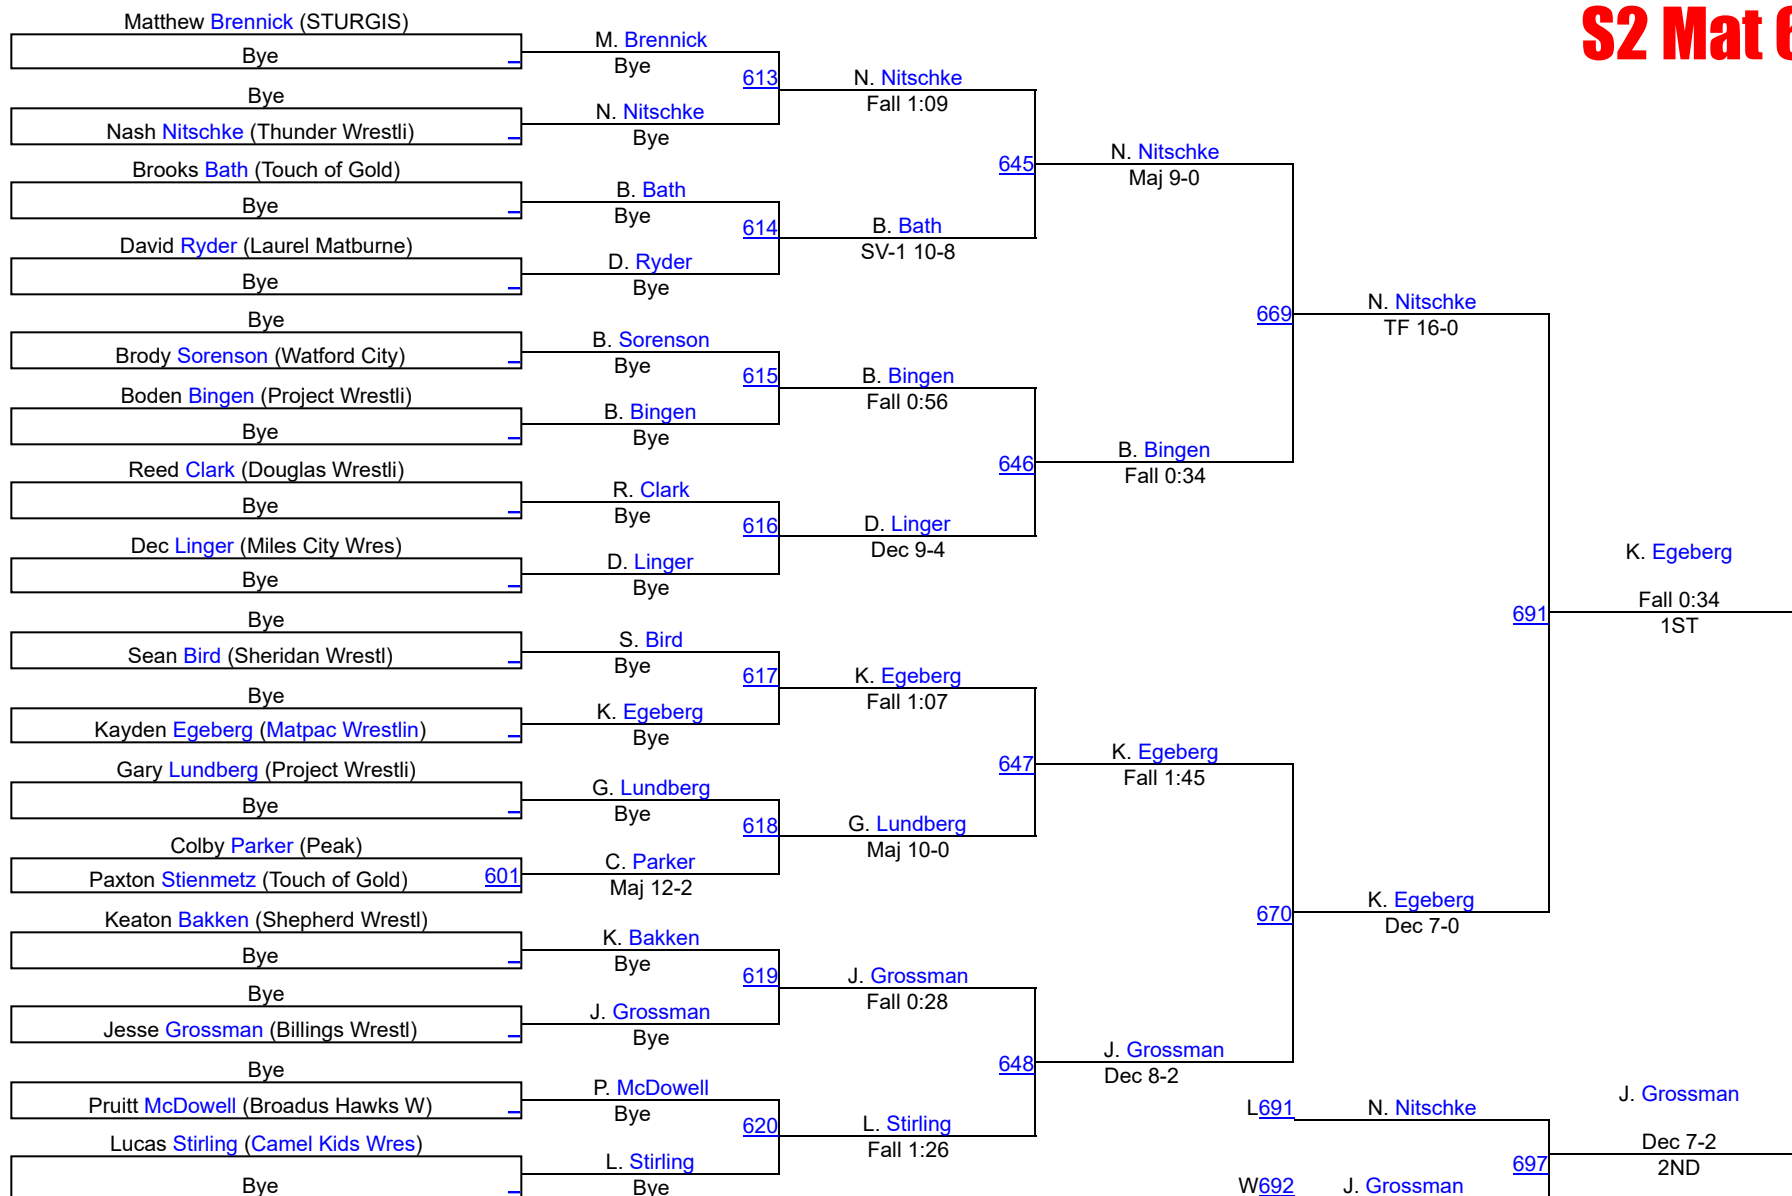 S2 Mat 6
Matthew Brennick (STURGIS)
Bye
Bye
Nash Nitschke (Thunder Wrestli)
Brooks Bath (Touch of Gold)
Bye
David Ryder (Laurel Matburne)
Bye
Bye
Brody Sorenson (Watford City)
Boden Bingen (Project Wrestli)
Bye
Reed Clark (Douglas Wrestli)
Bye
Dec Linger (Miles City Wres)
Bye
Bye
Sean Bird (Sheridan Wrestl)
Bye
Kayden Egeberg (Matpac Wrestlin)
Gary Lundberg (Project Wrestli)
Bye
Colby Parker (Peak)
Paxton Stienmetz (Touch of Gold) 601
Keaton Bakken (Shepherd Wrestl)
Bye
Bye
Jesse Grossman (Billings Wrestl)
Bye
Pruitt McDowell (Broadus Hawks W)
Lucas Stirling (Camel Kids Wres)
Bye
M. Brennick
Bye
613
N. Nitschke
Bye
B. Bath
Bye
614
D. Ryder
Bye
B. Sorenson
Bye
615
B. Bingen
Bye
R. Clark
Bye
616
D. Linger
Bye
S. Bird
Bye
617
K. Egeberg
Bye
G. Lundberg
Bye
618
C. Parker
Maj 12-2
K. Bakken
Bye
619
J. Grossman
Bye
P. McDowell
Bye
620
L. Stirling
Bye
N. Nitschke
Fall 1:09
645
B. Bath
SV-1 10-8
B. Bingen
Fall 0:56
646
D. Linger
Dec 9-4
K. Egeberg
Fall 1:07
647
G. Lundberg
Maj 10-0
J. Grossman
Fall 0:28
648
L. Stirling
Fall 1:26
N. Nitschke
Maj 9-0
669
B. Bingen
Fall 0:34
K. Egeberg
Fall 1:45
670
J. Grossman
Dec 8-2
N. Nitschke
TF 16-0
691
K. Egeberg
Dec 7-0
K. Egeberg
Fall 0:34
1ST
L691 N. Nitschke
697
W692 J. Grossman
J. Grossman
Dec 7-2
2ND